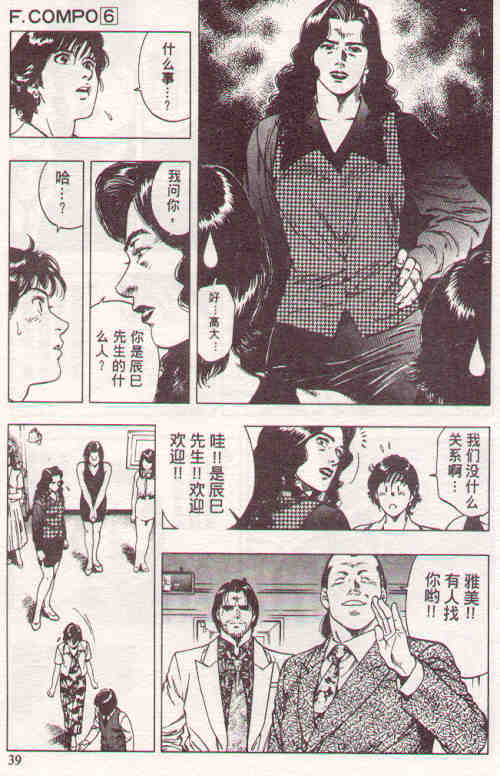 F.COMPO 6
什么事…?
好…高大…
我问你，
你是辰巳
先生的什
么人?
哈…?
我们没什么
关系啊…
哇!!是辰巳
先生!!欢迎
欢迎!!
雅美!!
有人找
你哟!!
39